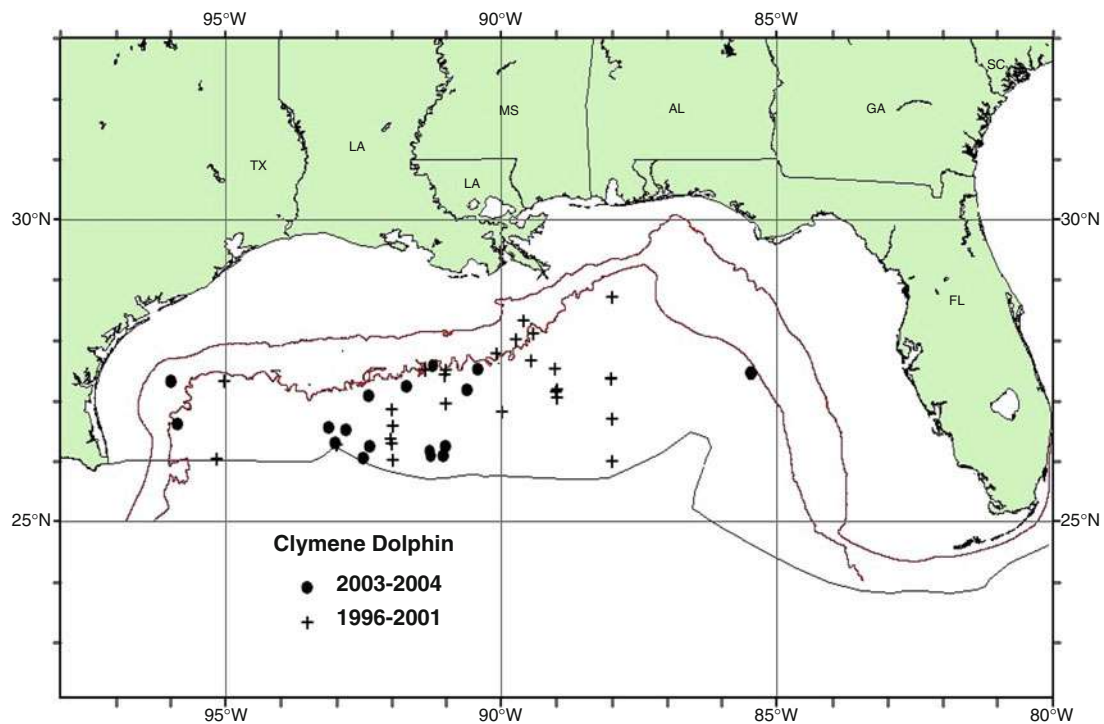 95°W 90°W 85°W
SC
MS AL GA
LA
TX
LA
30°N 30°N
FL
25°N 25°N
Clymene Dolphin
2003-2004
1996-2001
95°W 90°W 85°W 80°W